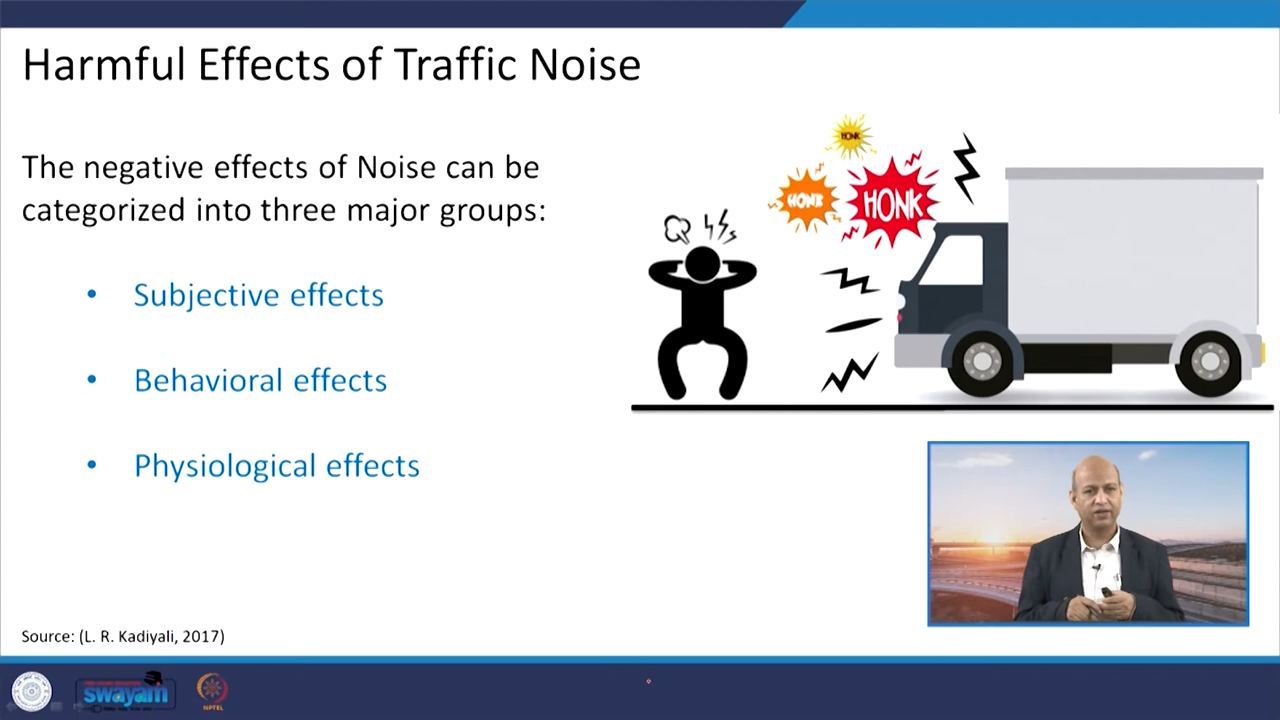 Harmful Effects of Traffic Noise
The negative effects of Noise can be
categorized into three major groups:
• Subjective effects
• Behavioral effects
• Physiological effects
HONK
HONK
HONK
Source: (L. R. Kadiyali, 2017)
swayam
NPTEL